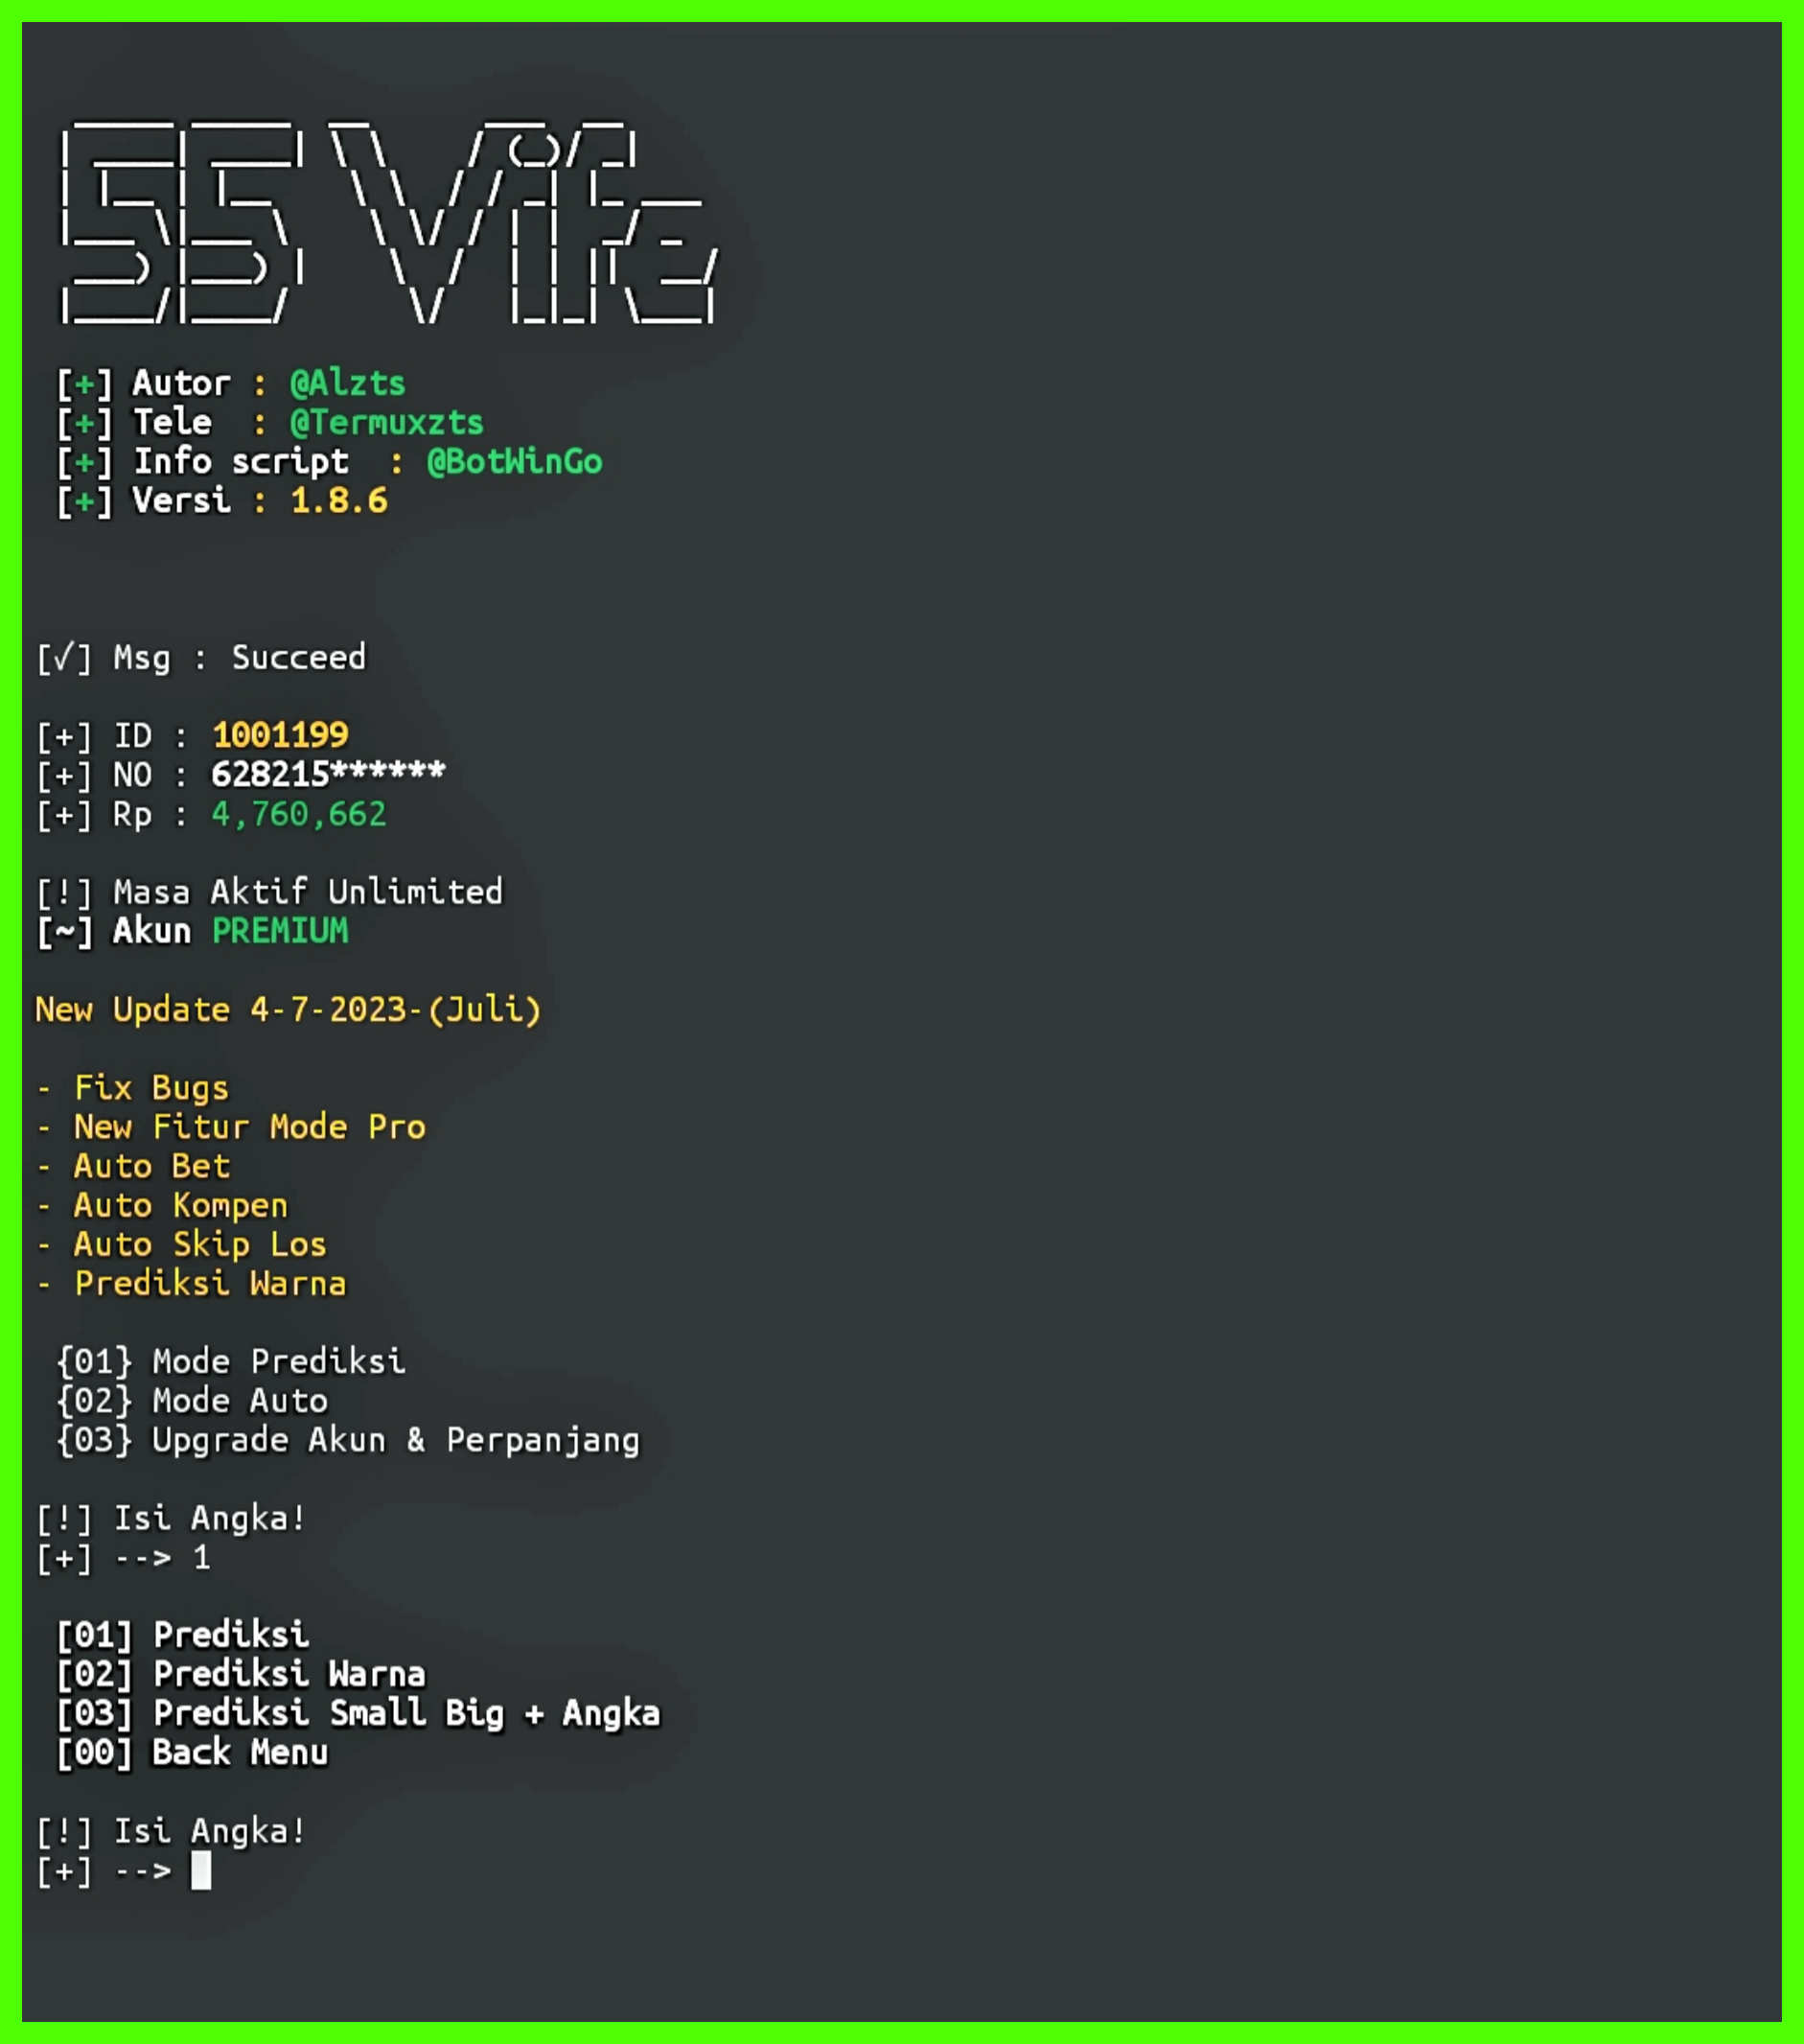 55 Vife
[+] Autor : @Alzts
[+] Tele  : @Termuxzts
[+] Info script  : @BotWinGo
[+] Versi : 1.8.6
[√] Msg : Succeed
[+] ID : 1001199
[+] NO : 628215******
[+] Rp : 4,760,662
[!] Masa Aktif Unlimited
[~] Akun PREMIUM
New Update 4-7-2023-(Juli)
- Fix Bugs
- New Fitur Mode Pro
- Auto Bet
- Auto Kompen
- Auto Skip Los
- Prediksi Warna
{01} Mode Prediksi
{02} Mode Auto
{03} Upgrade Akun & Perpanjang
[!] Isi Angka!
[+] --> 1
[01] Prediksi
[02] Prediksi Warna
[03] Prediksi Small Big + Angka
[00] Back Menu
[!] Isi Angka!
[+] -->